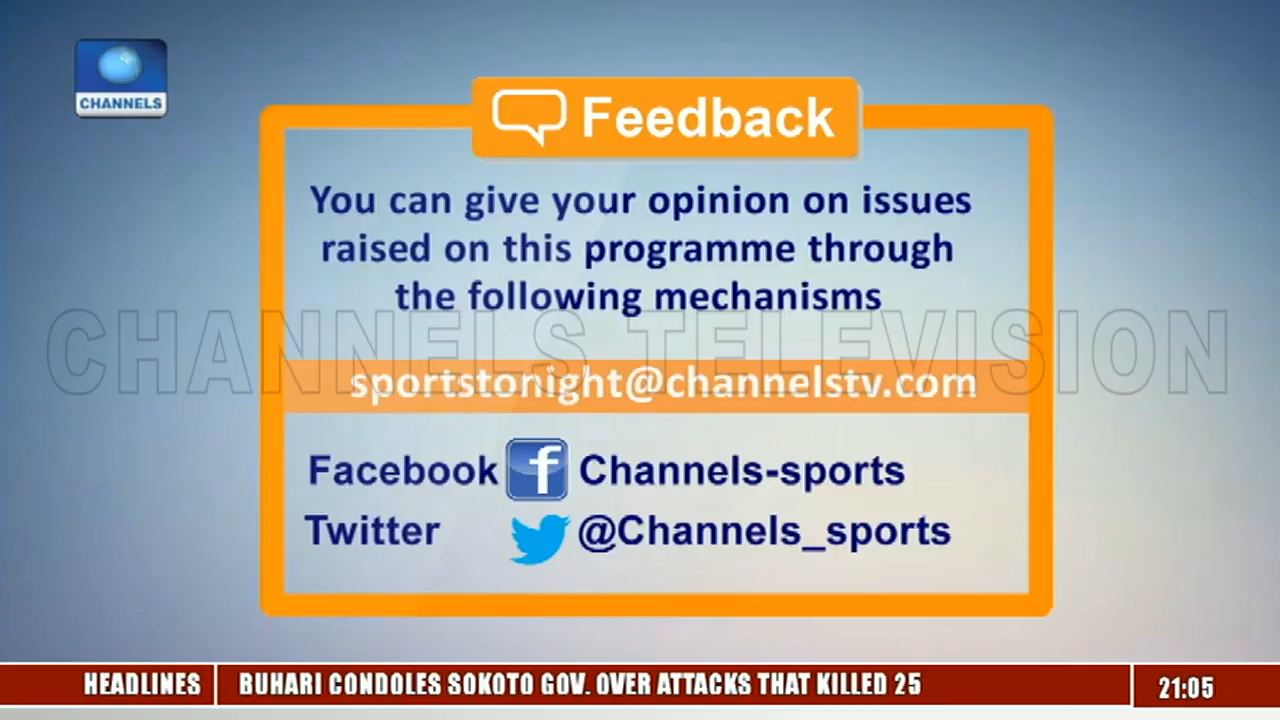 CHANNELS
Feedback
You can give your opinion on issues
raised on this programme through
the following mechanisms
CHANNELS TELEVISION
sportstonight@channelstv.com
Facebook f Channels-sports
Twitter @Channels_sports
HEADLINES BUHARI CONDOLES SOKOTO GOV. OVER ATTACKS THAT KILLED 25 21:05